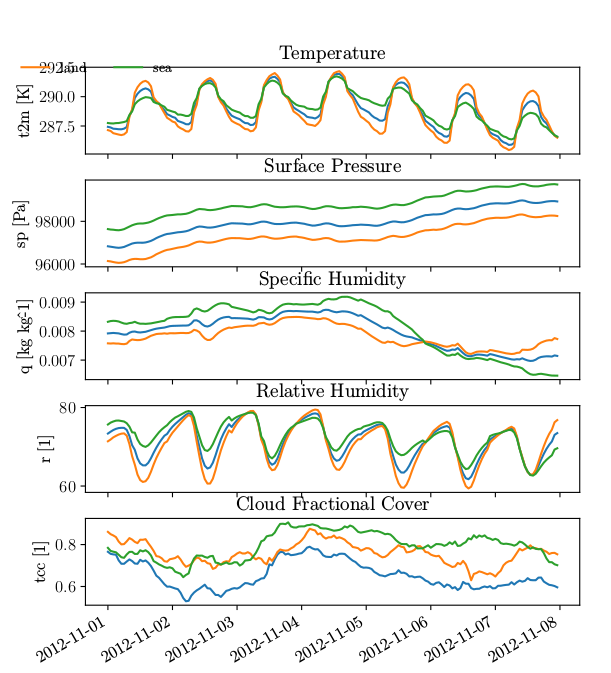 Temperature
land sea
292.5
290.0
287.5
t2m [K]
Surface Pressure
98000
96000
sp [Pa]
Specific Humidity
0.009
0.008
0.007
q [kg kg-1]
Relative Humidity
80
60
r [1]
Cloud Fractional Cover
0.8
0.6
tcc [1]
2012-11-01 2012-11-02 2012-11-03 2012-11-04 2012-11-05 2012-11-06 2012-11-07 2012-11-08